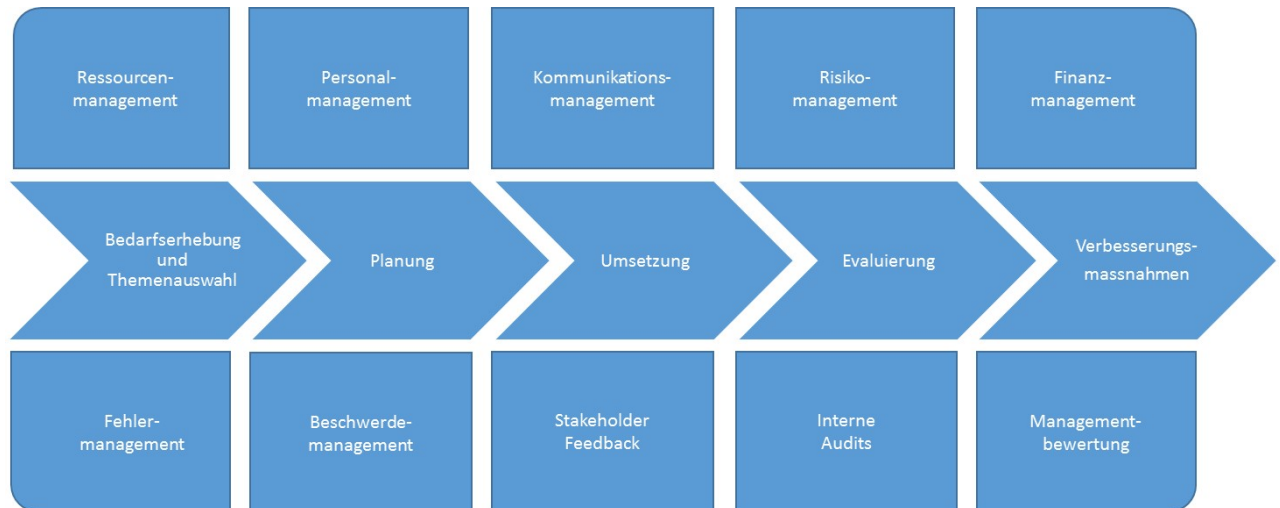 Ressourcen-
management
Personal-
management
Kommunikations-
management
Risiko-
management
Finanz-
management
Bedarfserhebung
und
Themenauswahl
Planung
Umsetzung
Evaluierung
Verbesserungs-
massnahmen
Fehler-
management
Beschwerde-
management
Stakeholder
Feedback
Interne
Audits
Management-
bewertung